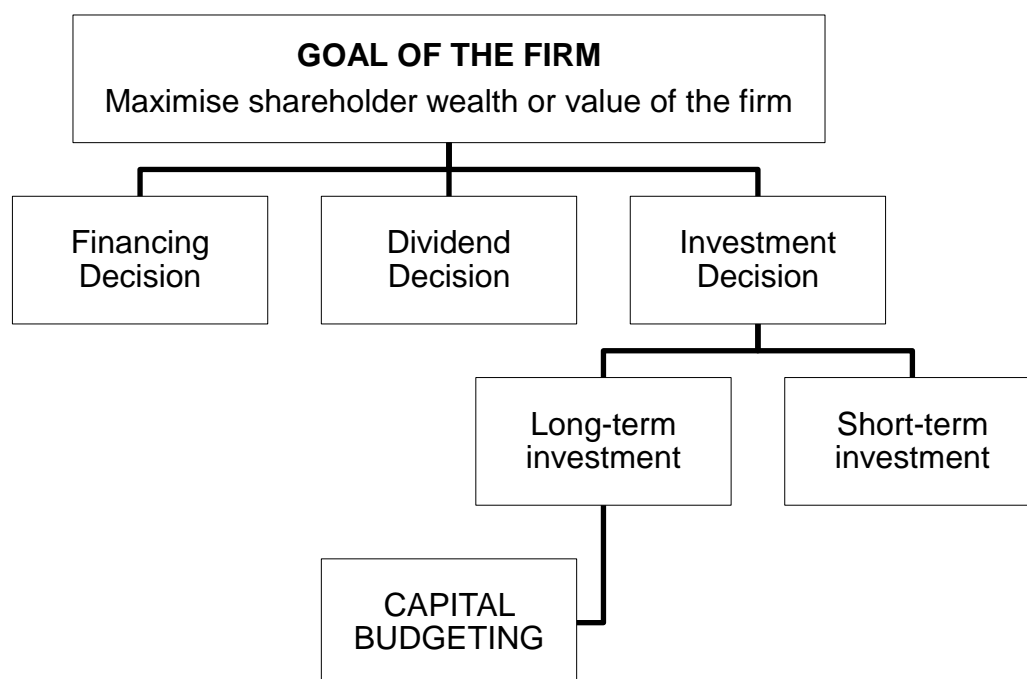 GOAL OF THE FIRM
Maximise shareholder wealth or value of the firm
Financing
Decision
Dividend
Decision
Investment
Decision
Long-term
investment
Short-term
investment
CAPITAL
BUDGETING